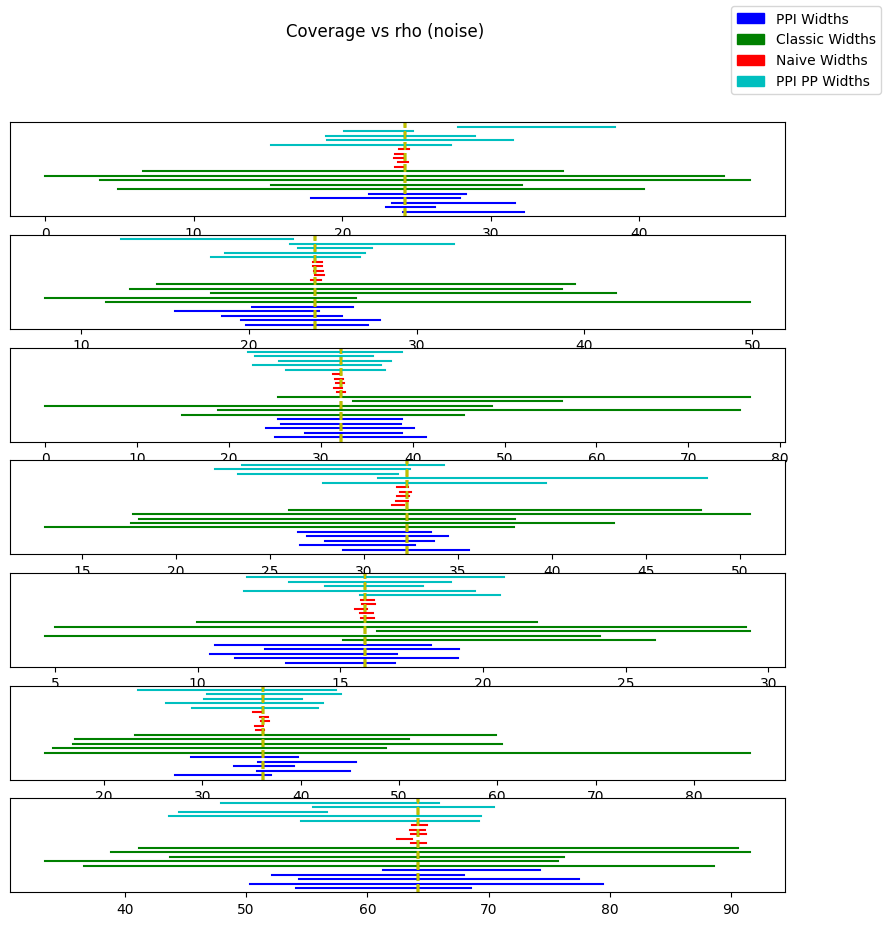 Coverage vs rho (noise)
PPI Widths
Classic Widths
Naive Widths
PPI PP Widths
0 10 20 30 40
10 20 30 40 50
0 10 20 30 40 50 60 70 80
15 20 25 30 35 40 45 50
5 10 15 20 25 30
20 30 40 50 60 70 80
40 50 60 70 80 90